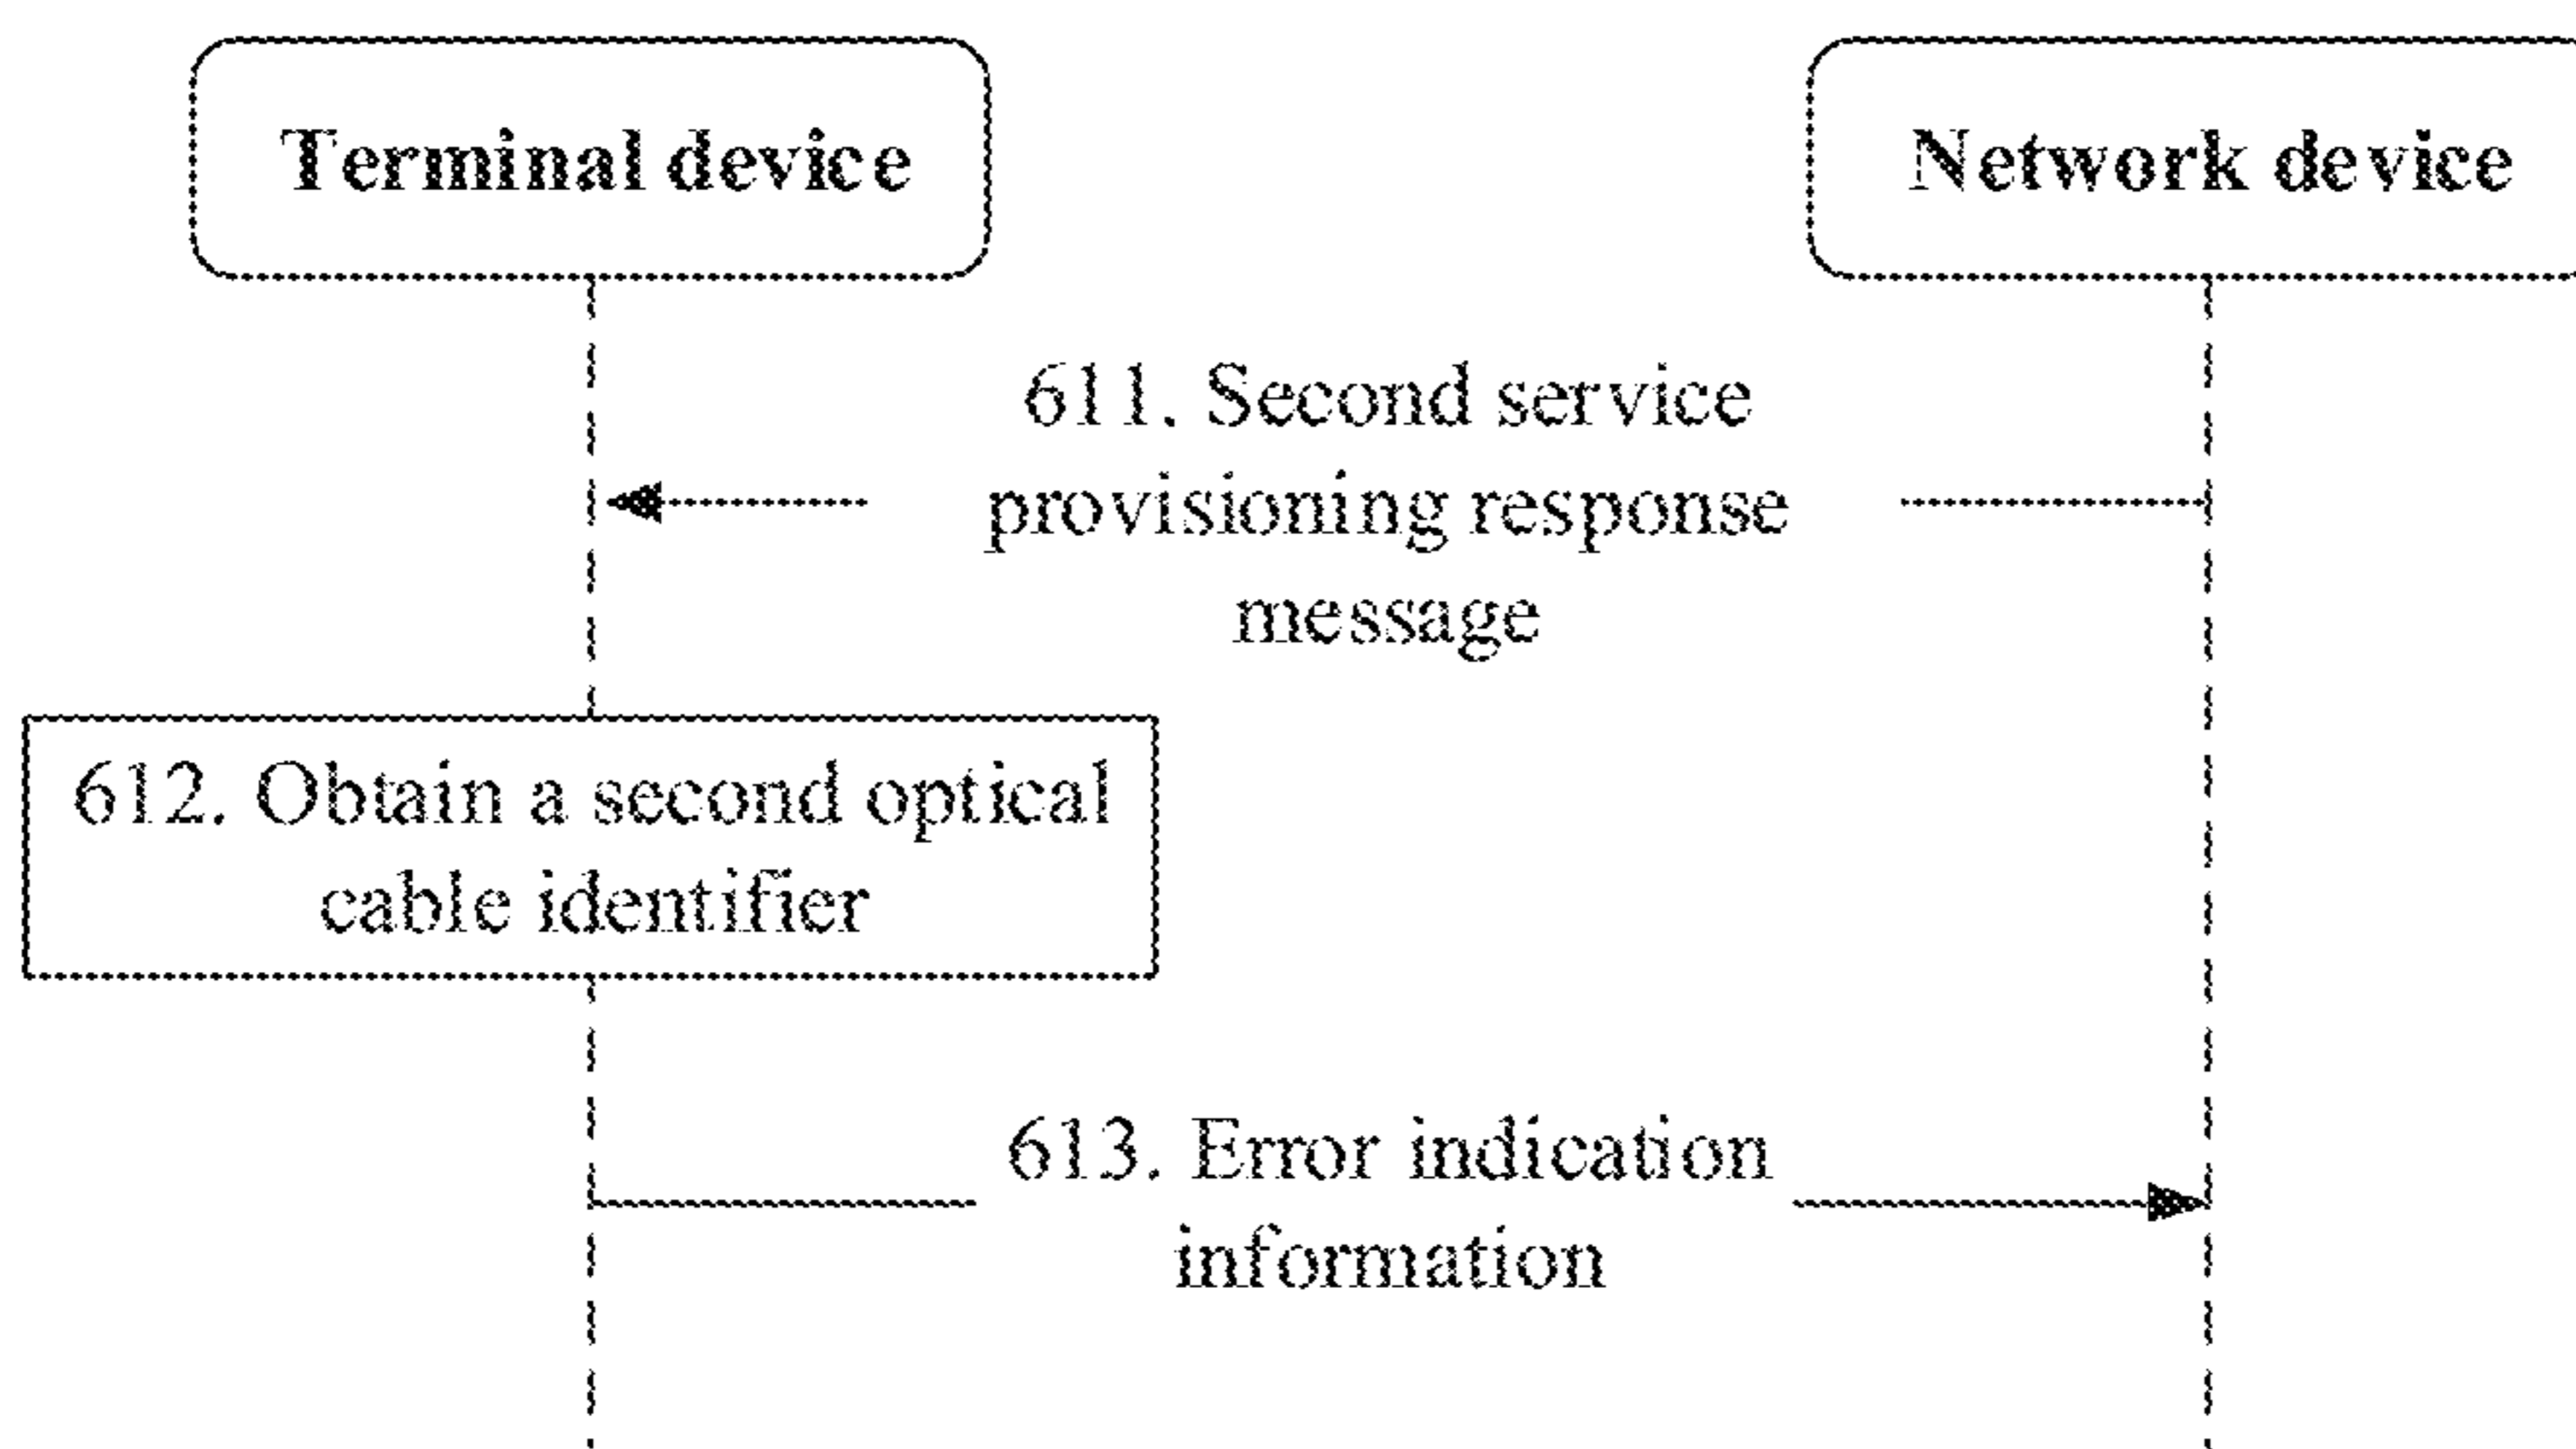 Terminal device
Network device
611. Second service
provisioning response
message
612. Obtain a second optical
cable identifier
613. Error indication
information